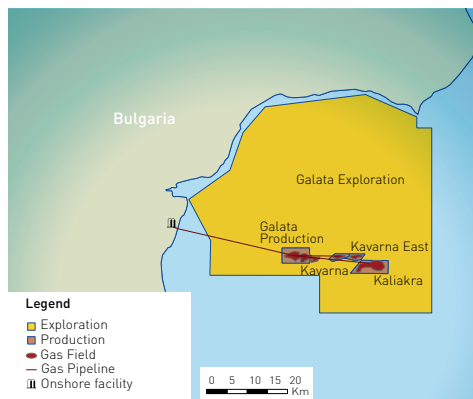 Bulgaria
Galata Exploration
Galata
Production
Kavarna East
Kavarna
Kaliakra
Legend
Exploration
Production
Gas Field
Gas Pipeline
Onshore facility
0 5 10 15 20
Km